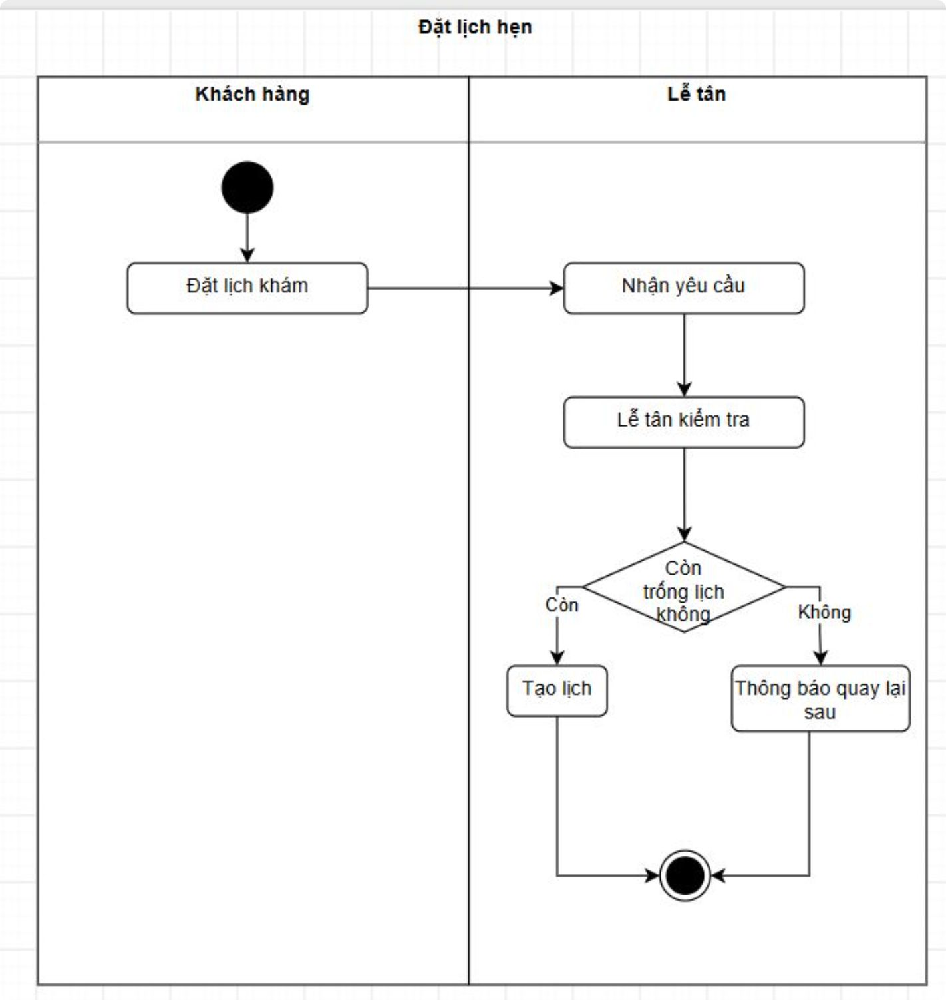 Đặt lịch hẹn
Khách hàng
Lễ tân
Đặt lịch khám
Nhận yêu cầu
Lễ tân kiểm tra
Còn
trống lịch
không
Còn
Không
Tạo lịch
Thông báo quay lại
sau